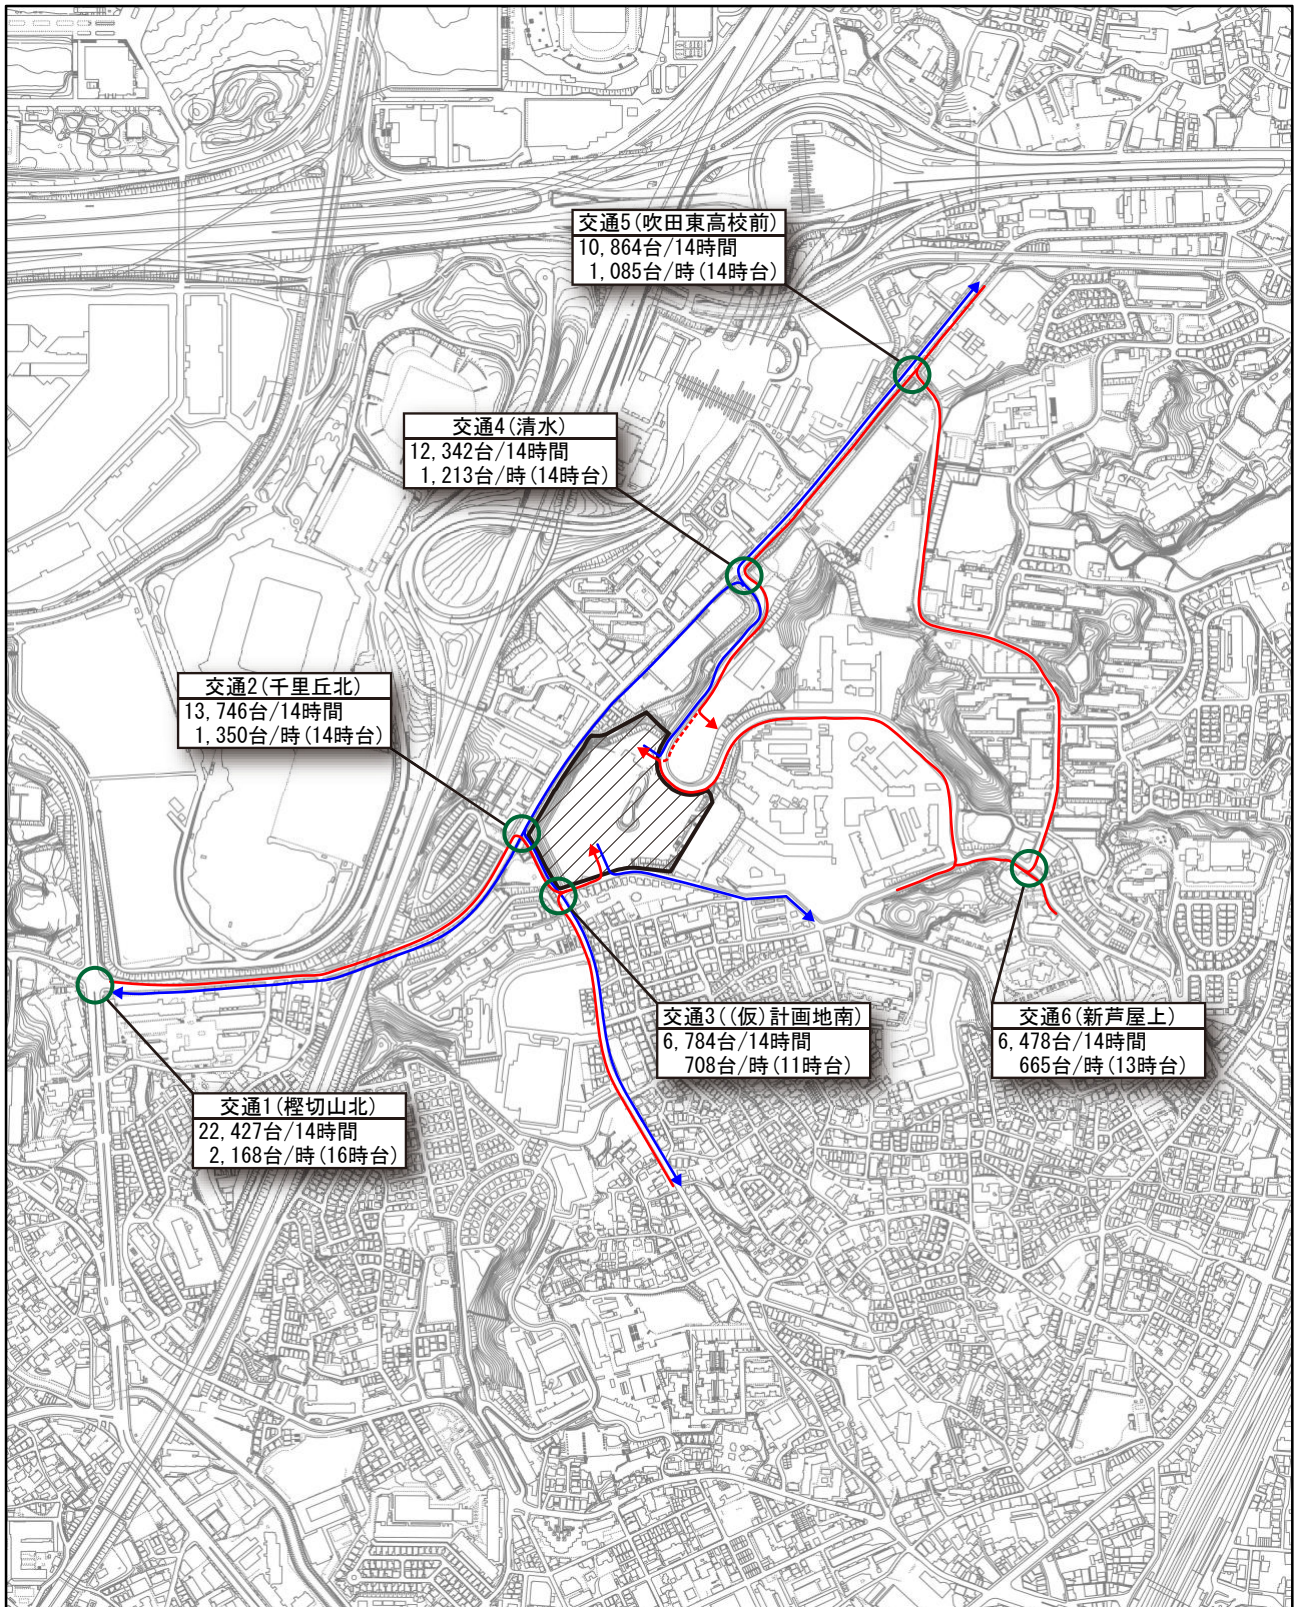 交通5(吹田東高校前)
10,864台/14時間
1,085台/時(14時台)
交通4(清水)
12,342台/14時間
1,213台/時(14時台)
交通2(千里丘北)
13,746台/14時間
1,350台/時(14時台)
交通3((仮)計画地南)
6,784台/14時間
708台/時(11時台)
交通6(新芦屋上)
6,478台/14時間
665台/時(13時台)
交通1(樫切山北)
22,427台/14時間
2,168台/時(16時台)